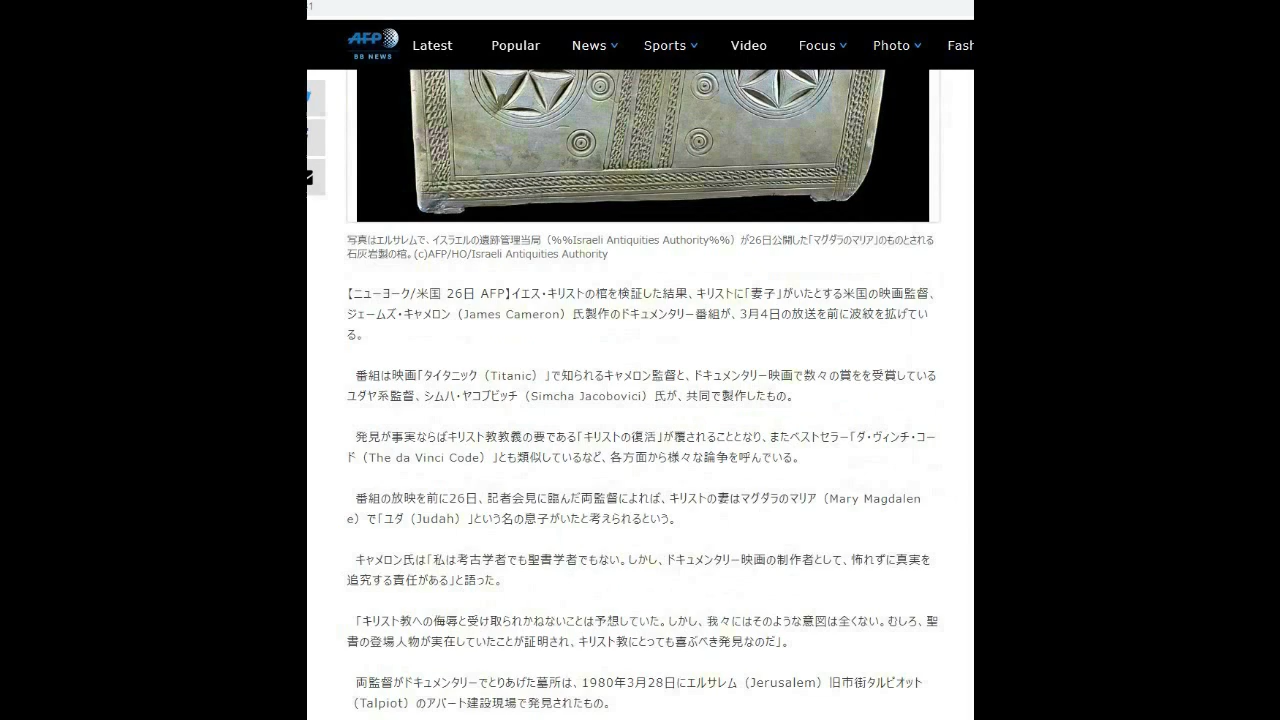 -1
AFP
BB NEWS
Latest Popular News Sports Video Focus Photo Fash
写真はエルサレムで、イスラエルの遺跡管理当局（%%Israeli Antiquities Authority%%）が26日公開した「マグダラのマリア」のものとされる
石灰岩製の棺。(c)AFP/HO/Israeli Antiquities Authority
【ニューヨーク/米国 26日 AFP】イエス・キリストの棺を検証した結果、キリストに「妻子」がいたとする米国の映画監督、
ジェームズ・キャメロン（James Cameron）氏製作のドキュメンタリー番組が、3月4日の放送を前に波紋を拡げてい
る。
番組は映画「タイタニック（Titanic）」で知られるキャメロン監督と、ドキュメンタリー映画で数々の賞をを受賞している
ユダヤ系監督、シムハ・ヤコブビッチ（Simcha Jacobovici）氏が、共同で製作したもの。
発見が事実ならばキリスト教教義の要である「キリストの復活」が覆されることとなり、またベストセラー「ダ・ヴィンチ・コー
ド（The da Vinci Code）」とも類似しているなど、各方面から様々な論争を呼んでいる。
番組の放映を前に26日、記者会見に臨んだ両監督によれば、キリストの妻はマグダラのマリア（Mary Magdalen
e）で「ユダ（Judah）」という名の息子がいたと考えられるという。
キャメロン氏は「私は考古学者でも聖書学者でもない。しかし、ドキュメンタリー映画の制作者として、怖れずに真実を
追究する責任がある」と語った。
「キリスト教への侮辱と受け取られかねないことは予想していた。しかし、我々にはそのような意図は全くない。むしろ、聖
書の登場人物が実在していたことが証明され、キリスト教にとっても喜ぶべき発見なのだ」。
両監督がドキュメンタリーでとりあげた墓所は、1980年3月28日にエルサレム（Jerusalem）旧市街タルピオット
（Talpiot）のアパート建設現場で発見されたもの。